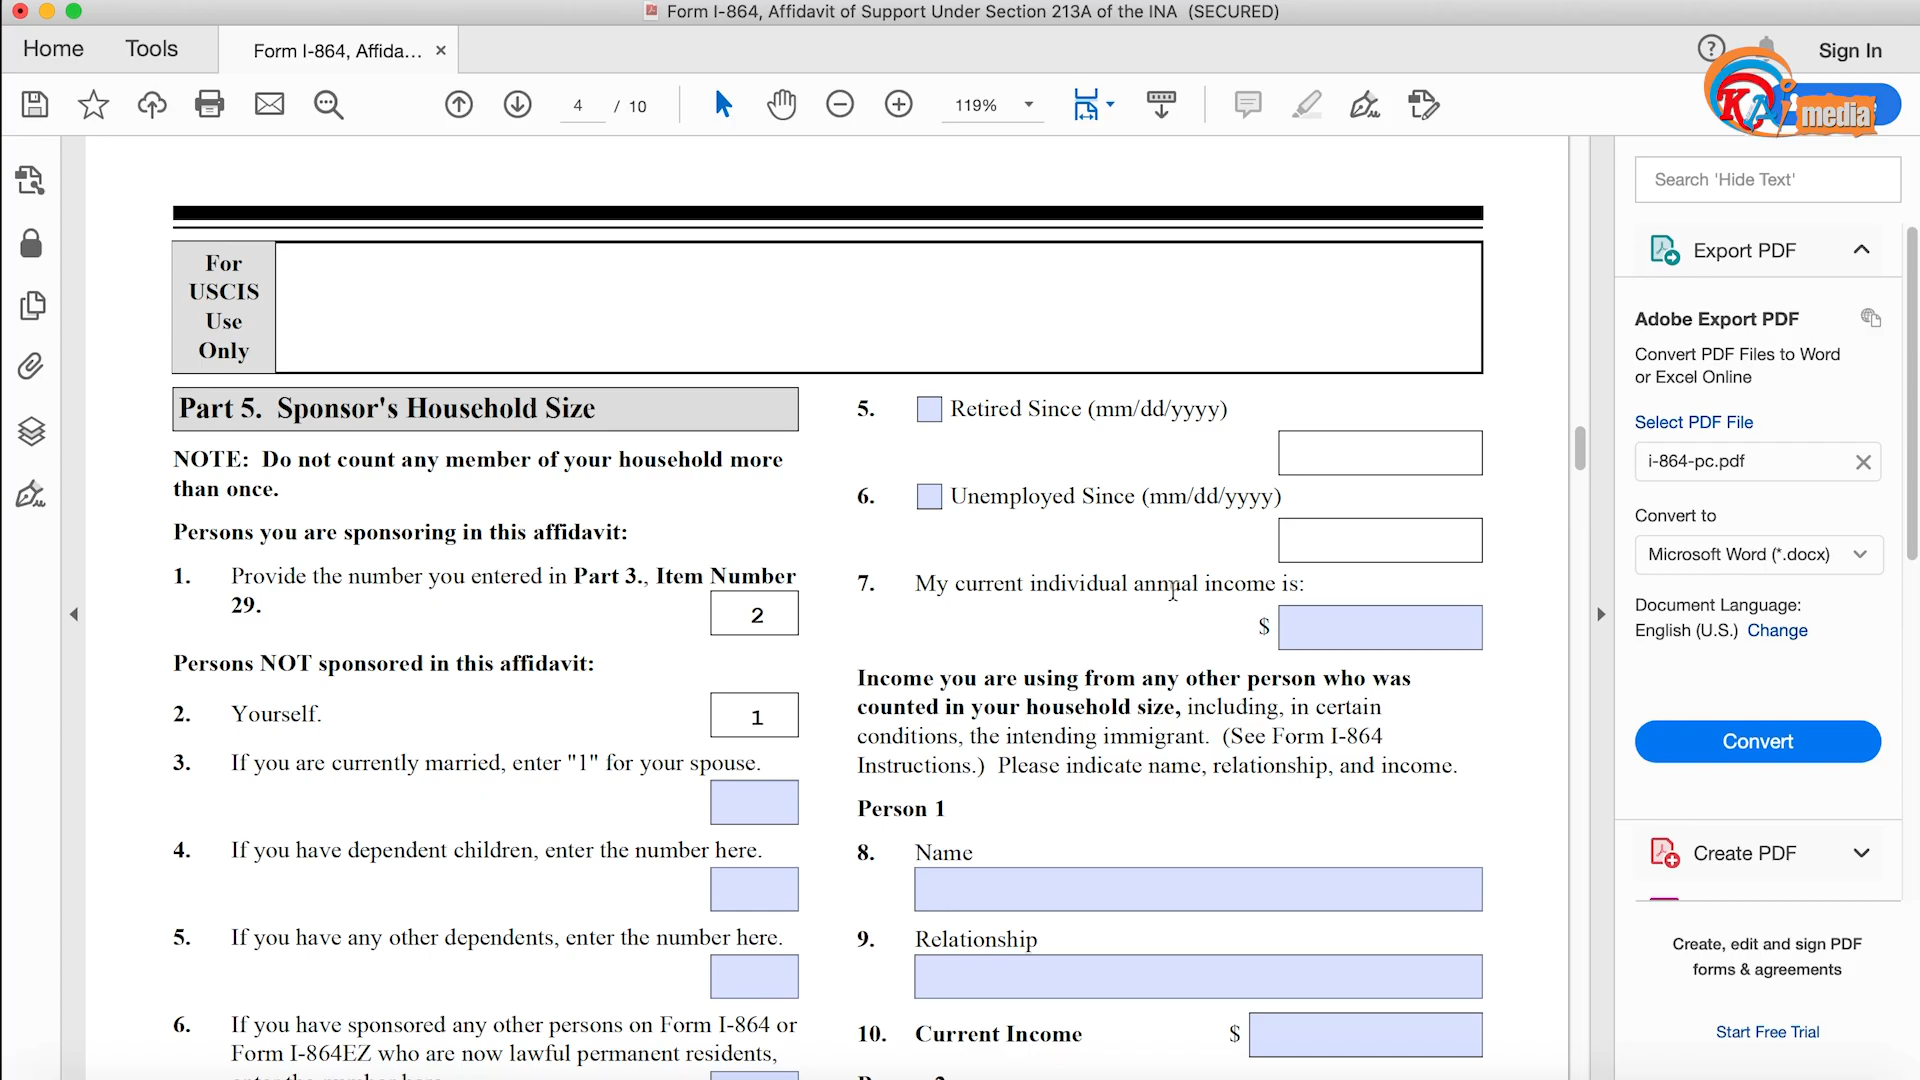 Form I-864, Affidavit of Support Under Section 213A of the INA (SECURED)
Home
Tools
Form I-864, Affida...
Sign In
KAI media
4 / 10
119%
For
USCIS
Use
Only
Part 5. Sponsor's Household Size
NOTE: Do not count any member of your household more
than once.
Persons you are sponsoring in this affidavit:
1. Provide the number you entered in Part 3., Item Number
29.
2
Persons NOT sponsored in this affidavit:
2. Yourself.
1
3. If you are currently married, enter "1" for your spouse.
4. If you have dependent children, enter the number here.
5. If you have any other dependents, enter the number here.
6. If you have sponsored any other persons on Form I-864 or
Form I-864EZ who are now lawful permanent residents,
5. Retired Since (mm/dd/yyyy)
6. Unemployed Since (mm/dd/yyyy)
7. My current individual annual income is:
$
Income you are using from any other person who was
counted in your household size, including, in certain
conditions, the intending immigrant. (See Form I-864
Instructions.) Please indicate name, relationship, and income.
Person 1
8. Name
9. Relationship
10. Current Income $
Search 'Hide Text'
Export PDF
Adobe Export PDF
Convert PDF Files to Word
or Excel Online
Select PDF File
i-864-pc.pdf
Convert to
Microsoft Word (*.docx)
Document Language:
English (U.S.) Change
Convert
Create PDF
Create, edit and sign PDF
forms & agreements
Start Free Trial